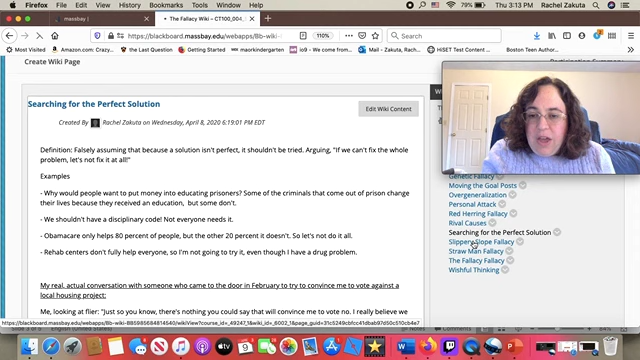 Firefox File Edit View History Bookmarks Tools Window Help 79% Thu 3:13 PM Rachel Zakuta
massbay | The Fallacy Wiki – CT100_004_
https://blackboard.massbay.edu/webapps/Bb-wiki 110% Search
Most Visited Amazon.com: Crazy... the Last Question Getting Started maorkindergarten io9 - We come from... Mail - Zakuta, Rach... HiSET Test Content... Boston Teen Author...
Create Wiki Page
Searching for the Perfect Solution
Edit Wiki Content
Created By Rachel Zakuta on Wednesday, April 8, 2020 6:19:01 PM EDT
Definition: Falsely assuming that because a solution isn't perfect, it shouldn't be tried. Arguing, "If we can't fix the whole
problem, let's not fix it at all!"
Examples
- Why would people want to put money into educating prisoners? Some of the criminals that come out of prison change
their lives because they received an education, but some don't.
- We shouldn't have a disciplinary code! Not everyone needs it.
- Obamacare only helps 80 percent of people, but the other 20 percent it doesn't. So let's not do it all.
- Rehab centers don't fully help everyone, so I'm not going to try it, even though I have a drug problem.
My real, actual conversation with someone who came to the door in February to try to convince me to vote against a
local housing project:
Me, looking at flier: "Just so you know, there's nothing you could say that will convince me to vote no. I really believe we
Genetic Fallacy
Moving the Goal Posts
Overgeneralization
Personal Attack
Red Herring Fallacy
Rival Causes
Searching for the Perfect Solution
Slippery Slope Fallacy
Straw Man Fallacy
The Fallacy Fallacy
Wishful Thinking
Comments